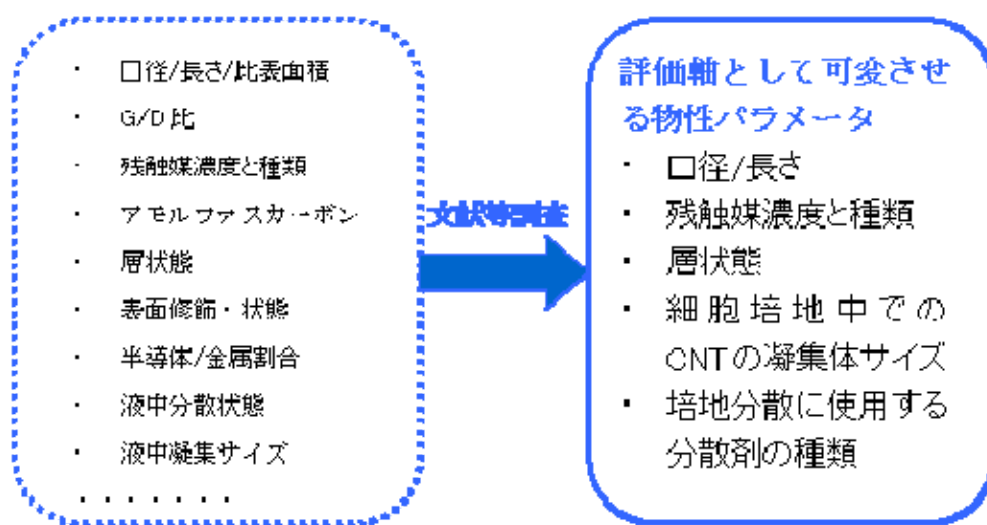 ・ 口径/長さ/比表面積
・ G/D比
・ 残触媒濃度と種類
・ アモルファスカーボン
・ 層状態
・ 表面修飾・状態
・ 半導体/金属割合
・ 液中分散状態
・ 液中凝集サイズ
・・・・・・・
文献等調査
評価軸として可変させ
る物性パラメータ
・ 口径/長さ
・ 残触媒濃度と種類
・ 層状態
・ 細胞培地中での
CNTの凝集体サイズ
・ 培地分散に使用する
分散剤の種類